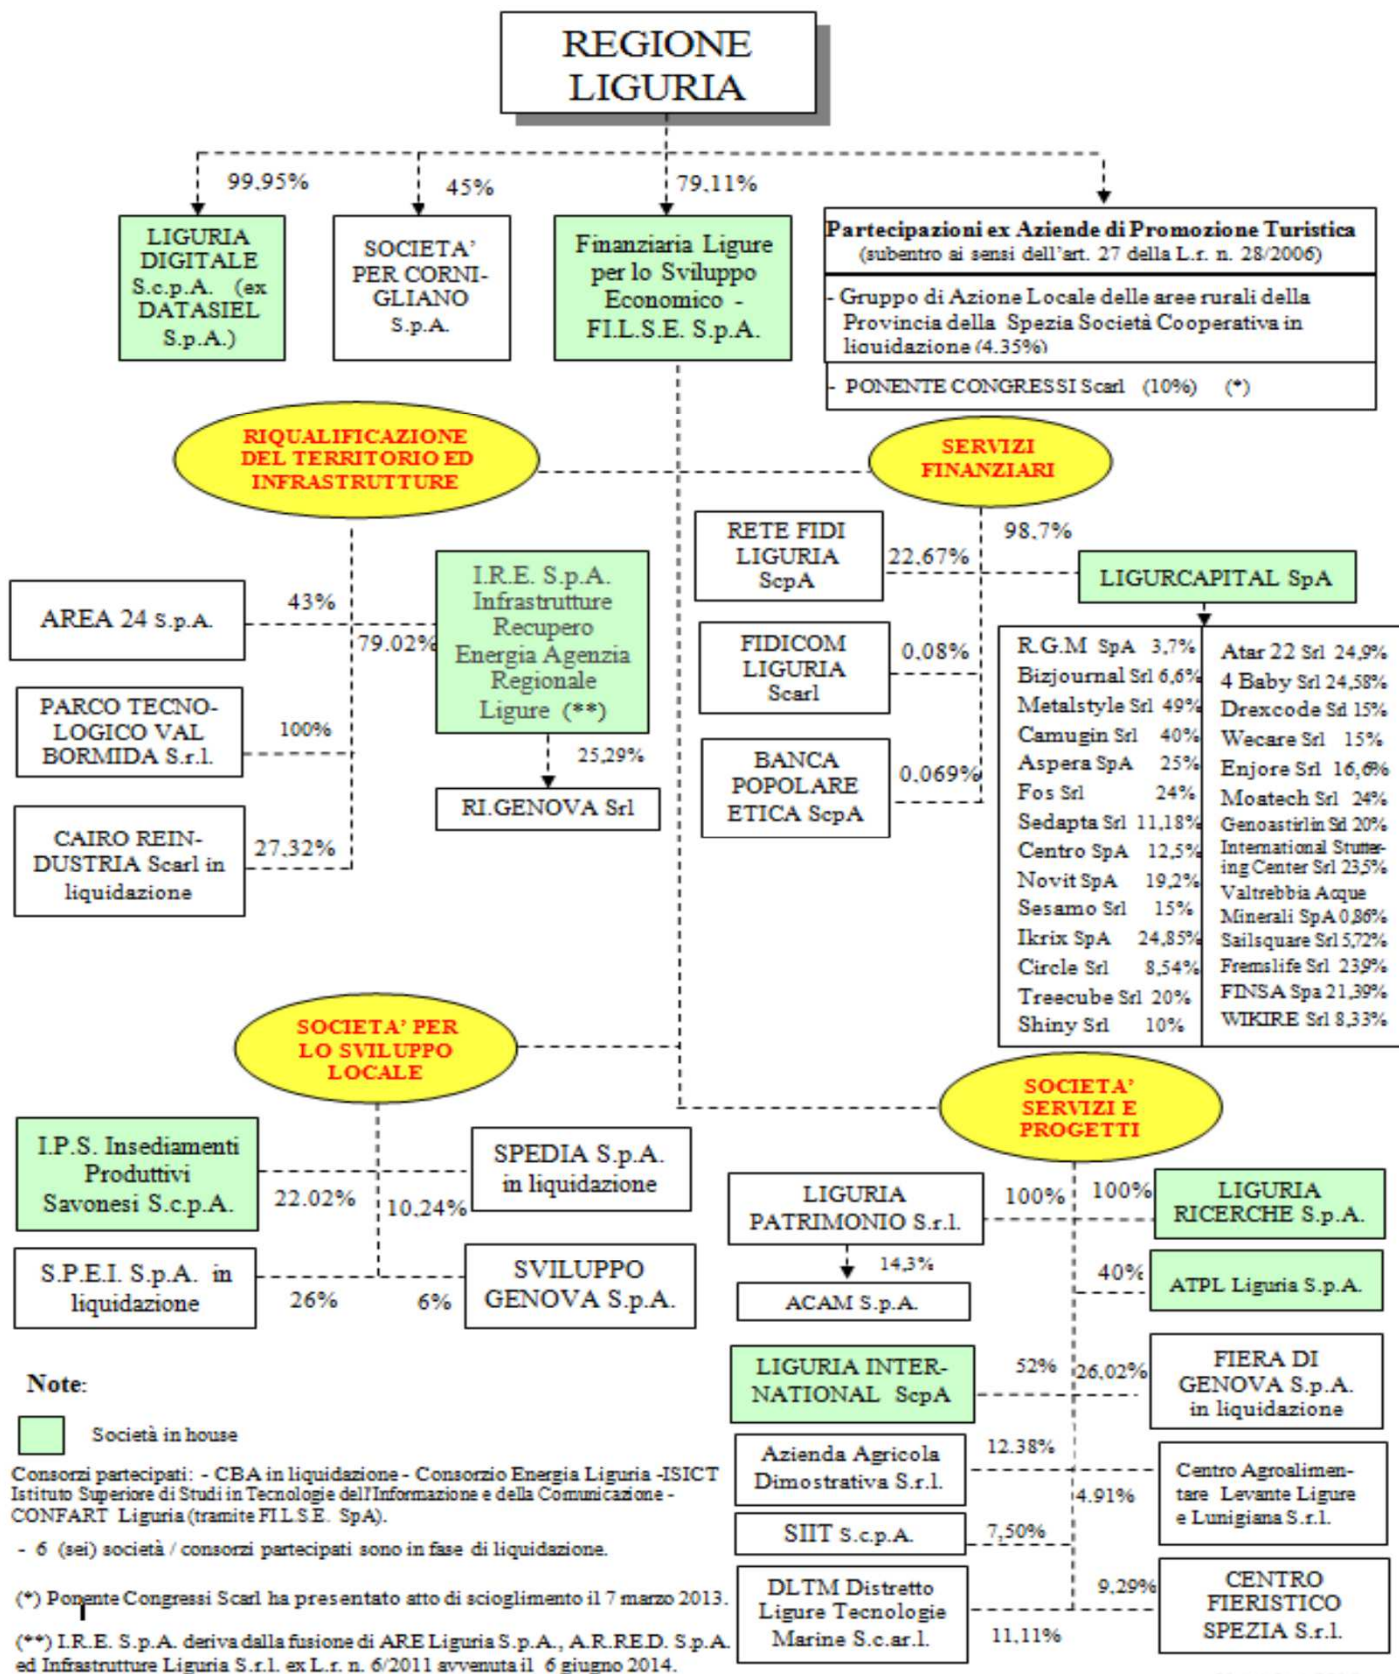 REGIONE
LIGURIA
99.95%
45%
79.11%
LIGURIA
DIGITALE
S.c.p.A. (ex
DATASIEL
S.p.A.)
SOCIETA'
PER CORNI-
GLIANO
S.p.A.
Finanziaria Ligure
per lo Sviluppo
Economico -
FI.L.S.E. S.p.A.
Partecipazioni ex Aziende di Promozione Turistica
(subentro ai sensi dell'art. 27 della L.r. n. 28/2006)
- Gruppo di Azione Locale delle aree rurali della
Provincia della Spezia Società Cooperativa in
liquidazione (4.35%)
- PONENTE CONGRESSI Scarl (10%) (*)
RIQUALIFICAZIONE
DEL TERRITORIO ED
INFRASTRUTTURE
SERVIZI
FINANZIARI
AREA 24 S.p.A.
43%
79.02%
I.R.E. S.p.A.
Infrastrutture
Recupero
Energia Agenzia
Regionale
Ligure (**)
PARCO TECNO-
LOGICO VAL
BORMIDA S.r.l.
100%
25,29%
RI.GENOVA Srl
CAIRO REIN-
DUSTRIA Scarl in
liquidazione
27,32%
RETE FIDI
LIGURIA
ScpA
22.67%
98.7%
LIGURCAPITAL SpA
FIDICOM
LIGURIA
Scarl
0.08%
BANCA
POPOLARE
ETICA ScpA
0.069%
R.G.M SpA 3,7%
Bizjournal Srl 6,6%
Metalstyle Srl 49%
Camugin Srl 40%
Aspera SpA 25%
Fos Srl 24%
Sedapta Srl 11,18%
Centro SpA 12,5%
Novit SpA 19,2%
Sesamo Srl 15%
Ikrix SpA 24,85%
Circle Srl 8,54%
Treecube Srl 20%
Shiny Srl 10%
Atar 22 Srl 24,9%
4 Baby Srl 24,58%
Drexcode Srl 15%
Wecare Srl 15%
Enjore Srl 16,6%
Moatech Srl 24%
Genoastirlin Srl 20%
International Stutter-
ing Center Srl 23,5%
Valtrebbia Acque
Minerali SpA 0,86%
Sailsquare Srl 5,72%
Fremslife Srl 23,9%
FINSA Spa 21,39%
WIKIRE Srl 8,33%
SOCIETA' PER
LO SVILUPPO
LOCALE
SOCIETA'
SERVIZI E
PROGETTI
I.P.S. Insediamenti
Produttivi
Savonesi S.c.p.A.
22.02%
10,24%
SPEDIA S.p.A.
in liquidazione
S.P.E.I. S.p.A. in
liquidazione
26%
6%
SVILUPPO
GENOVA S.p.A.
LIGURIA
PATRIMONIO S.r.l.
100%
100%
LIGURIA
RICERCHE S.p.A.
14,3%
ACAM S.p.A.
40%
ATPL Liguria S.p.A.
LIGURIA INTER-
NATIONAL ScpA
52%
26,02%
FIERA DI
GENOVA S.p.A.
in liquidazione
Azienda Agricola
Dimostrativa S.r.l.
12.38%
4.91%
Centro Agroalimen-
tare Levante Ligure
e Lunigiana S.r.l.
SIIT S.c.p.A.
7,50%
DLTM Distretto
Ligure Tecnologie
Marine S.c.ar.l.
11,11%
9.29%
CENTRO
FIERISTICO
SPEZIA S.r.l.
Note:
Società in house
Consorzi partecipati: - CBA in liquidazione - Consorzio Energia Liguria -ISICT
Istituto Superiore di Studi in Tecnologie dell'Informazione e della Comunicazione -
CONFART Liguria (tramite FI.L.S.E. SpA).
- 6 (sei) società / consorzi partecipati sono in fase di liquidazione.
(*) Ponente Congressi Scarl ha presentato atto di scioglimento il 7 marzo 2013.
(**) I.R.E. S.p.A. deriva dalla fusione di ARE Liguria S.p.A., A.R.RE.D. S.p.A.
ed Infrastrutture Liguria S.r.l. ex L.r. n. 6/2011 avvenuta il 6 giugno 2014.